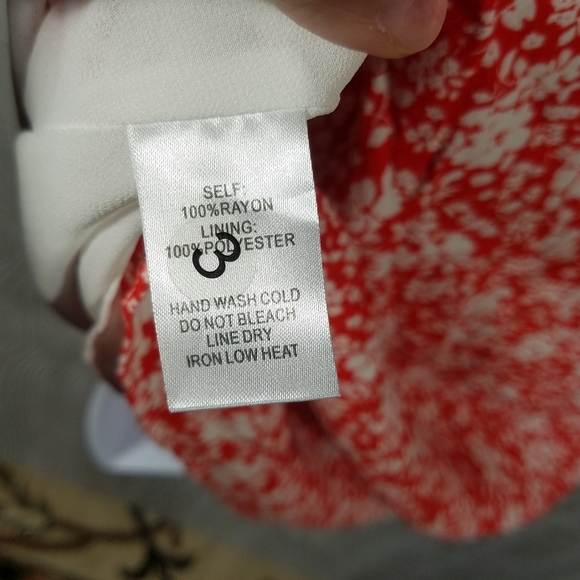 SELF:
100%RAYON
LINING:
100%POLYESTER
3
HAND WASH COLD
DO NOT BLEACH
LINE DRY
IRON LOW HEAT